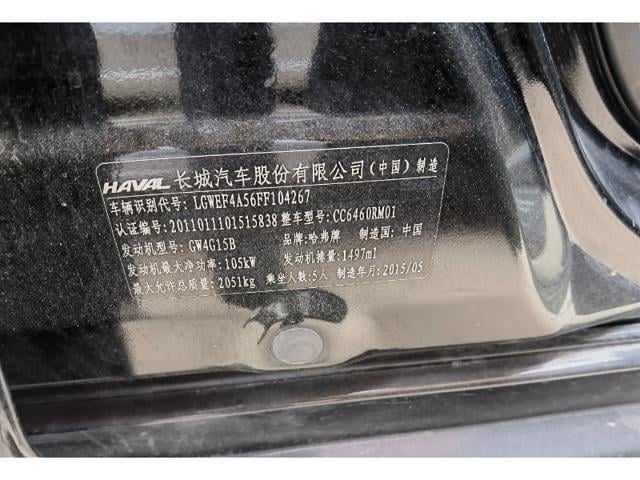 HAVAL 长城汽车股份有限公司(中国)制造
车辆识别代号: LGWEF4A56FF104267
认证编号: 2011011101515838 整车型号: CC6460RM01
发动机型号: GW4G15B 品牌: 哈弗牌 制造国: 中国
发动机最大净功率: 105kW 发动机排量: 1497ml
最大允许总质量: 2051kg 乘坐人数: 5人 制造年月: 2015/05